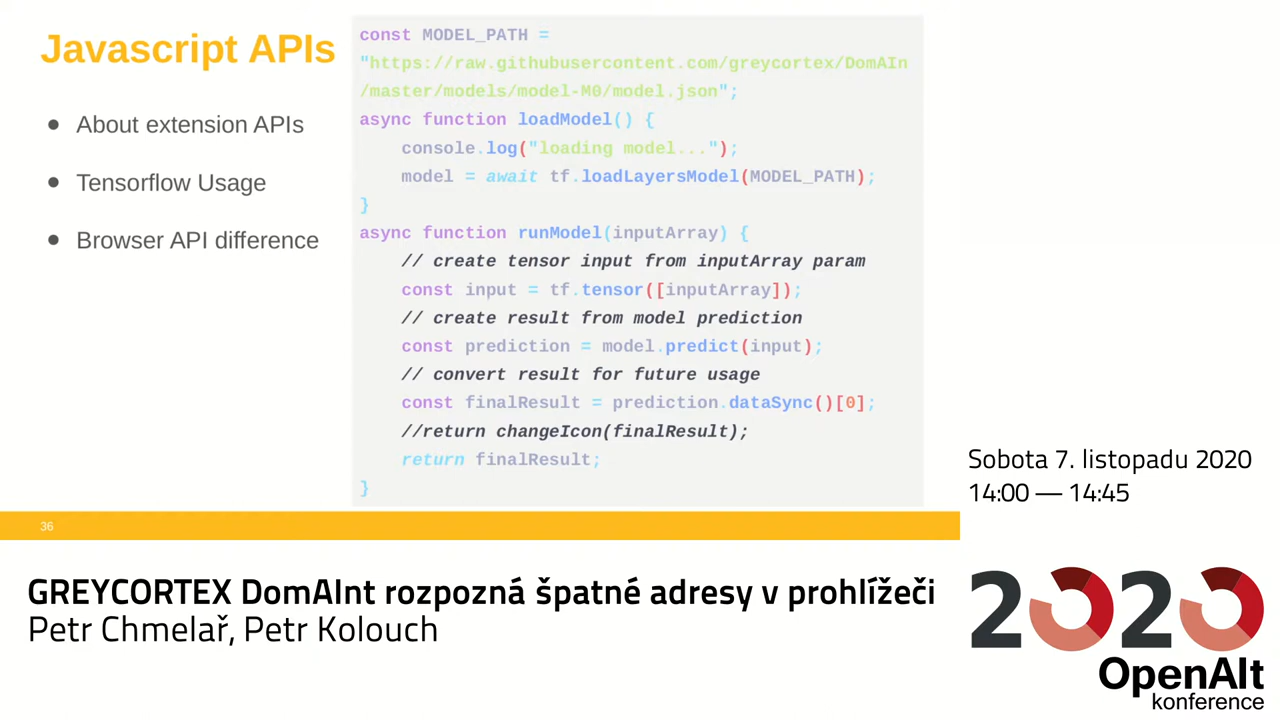 Javascript APIs
About extension APIs
Tensorflow Usage
Browser API difference
const MODEL_PATH =
"https://raw.githubusercontent.com/greycortex/DomAIn
/master/models/model-M0/model.json";
async function loadModel() {
    console.log("loading model...");
    model = await tf.loadLayersModel(MODEL_PATH);
}
async function runModel(inputArray) {
    // create tensor input from inputArray param
    const input = tf.tensor([inputArray]);
    // create result from model prediction
    const prediction = model.predict(input);
    // convert result for future usage
    const finalResult = prediction.dataSync()[0];
    //return changeIcon(finalResult);
    return finalResult;
}
36
Sobota 7. listopadu 2020
14:00 — 14:45
GREYCORTEX DomAInt rozpozná špatné adresy v prohlížeči
Petr Chmelař, Petr Kolouch
2020
OpenAlt
konference